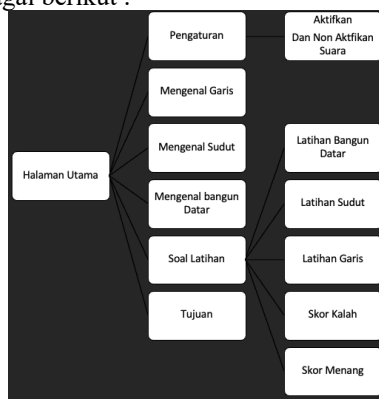 agai berikut :
Pengaturan
Aktifkan
Dan Non Aktfikan
Suara
Mengenal Garis
Mengenal Sudut
Latihan Bangun
Datar
Halaman Utama
Mengenal bangun
Datar
Latihan Sudut
Soal Latihan
Latihan Garis
Tujuan
Skor Kalah
Skor Menang